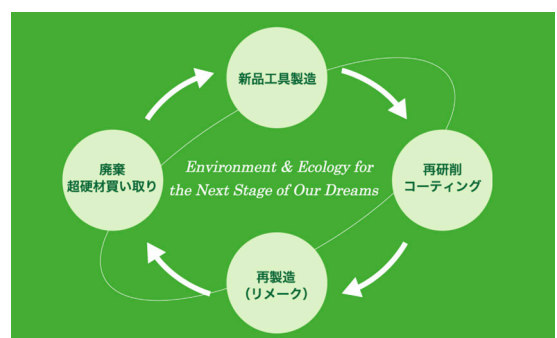 新品工具製造
廃棄
超硬材買い取り
Environment & Ecology for
the Next Stage of Our Dreams
再研削
コーティング
再製造
（リメーク）